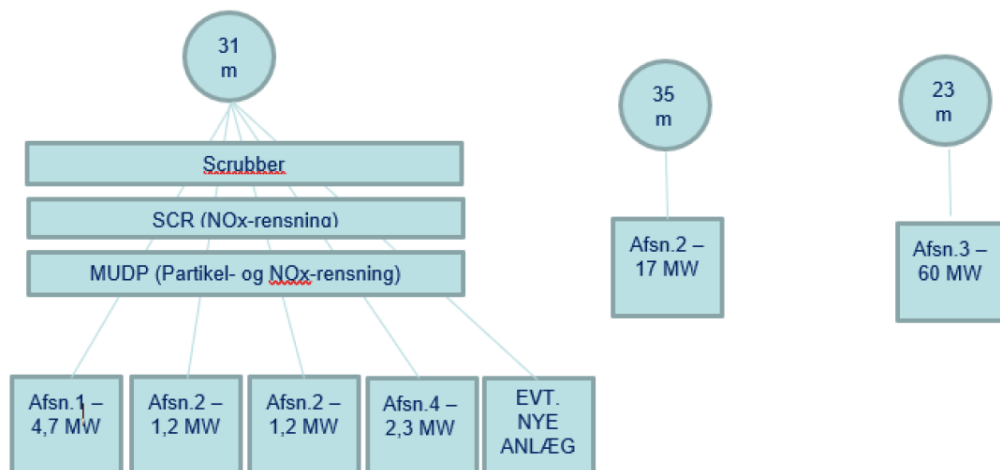 31
m
35
m
23
m
Scrubber
SCR (NOx-rensning)
MUDP (Partikel- og NOx-rensning)
Afsn.2 –
17 MW
Afsn.3 –
60 MW
Afsn.1 –
4,7 MW
Afsn.2 –
1,2 MW
Afsn.2 –
1,2 MW
Afsn.4 –
2,3 MW
EVT.
NYE
ANLÆG